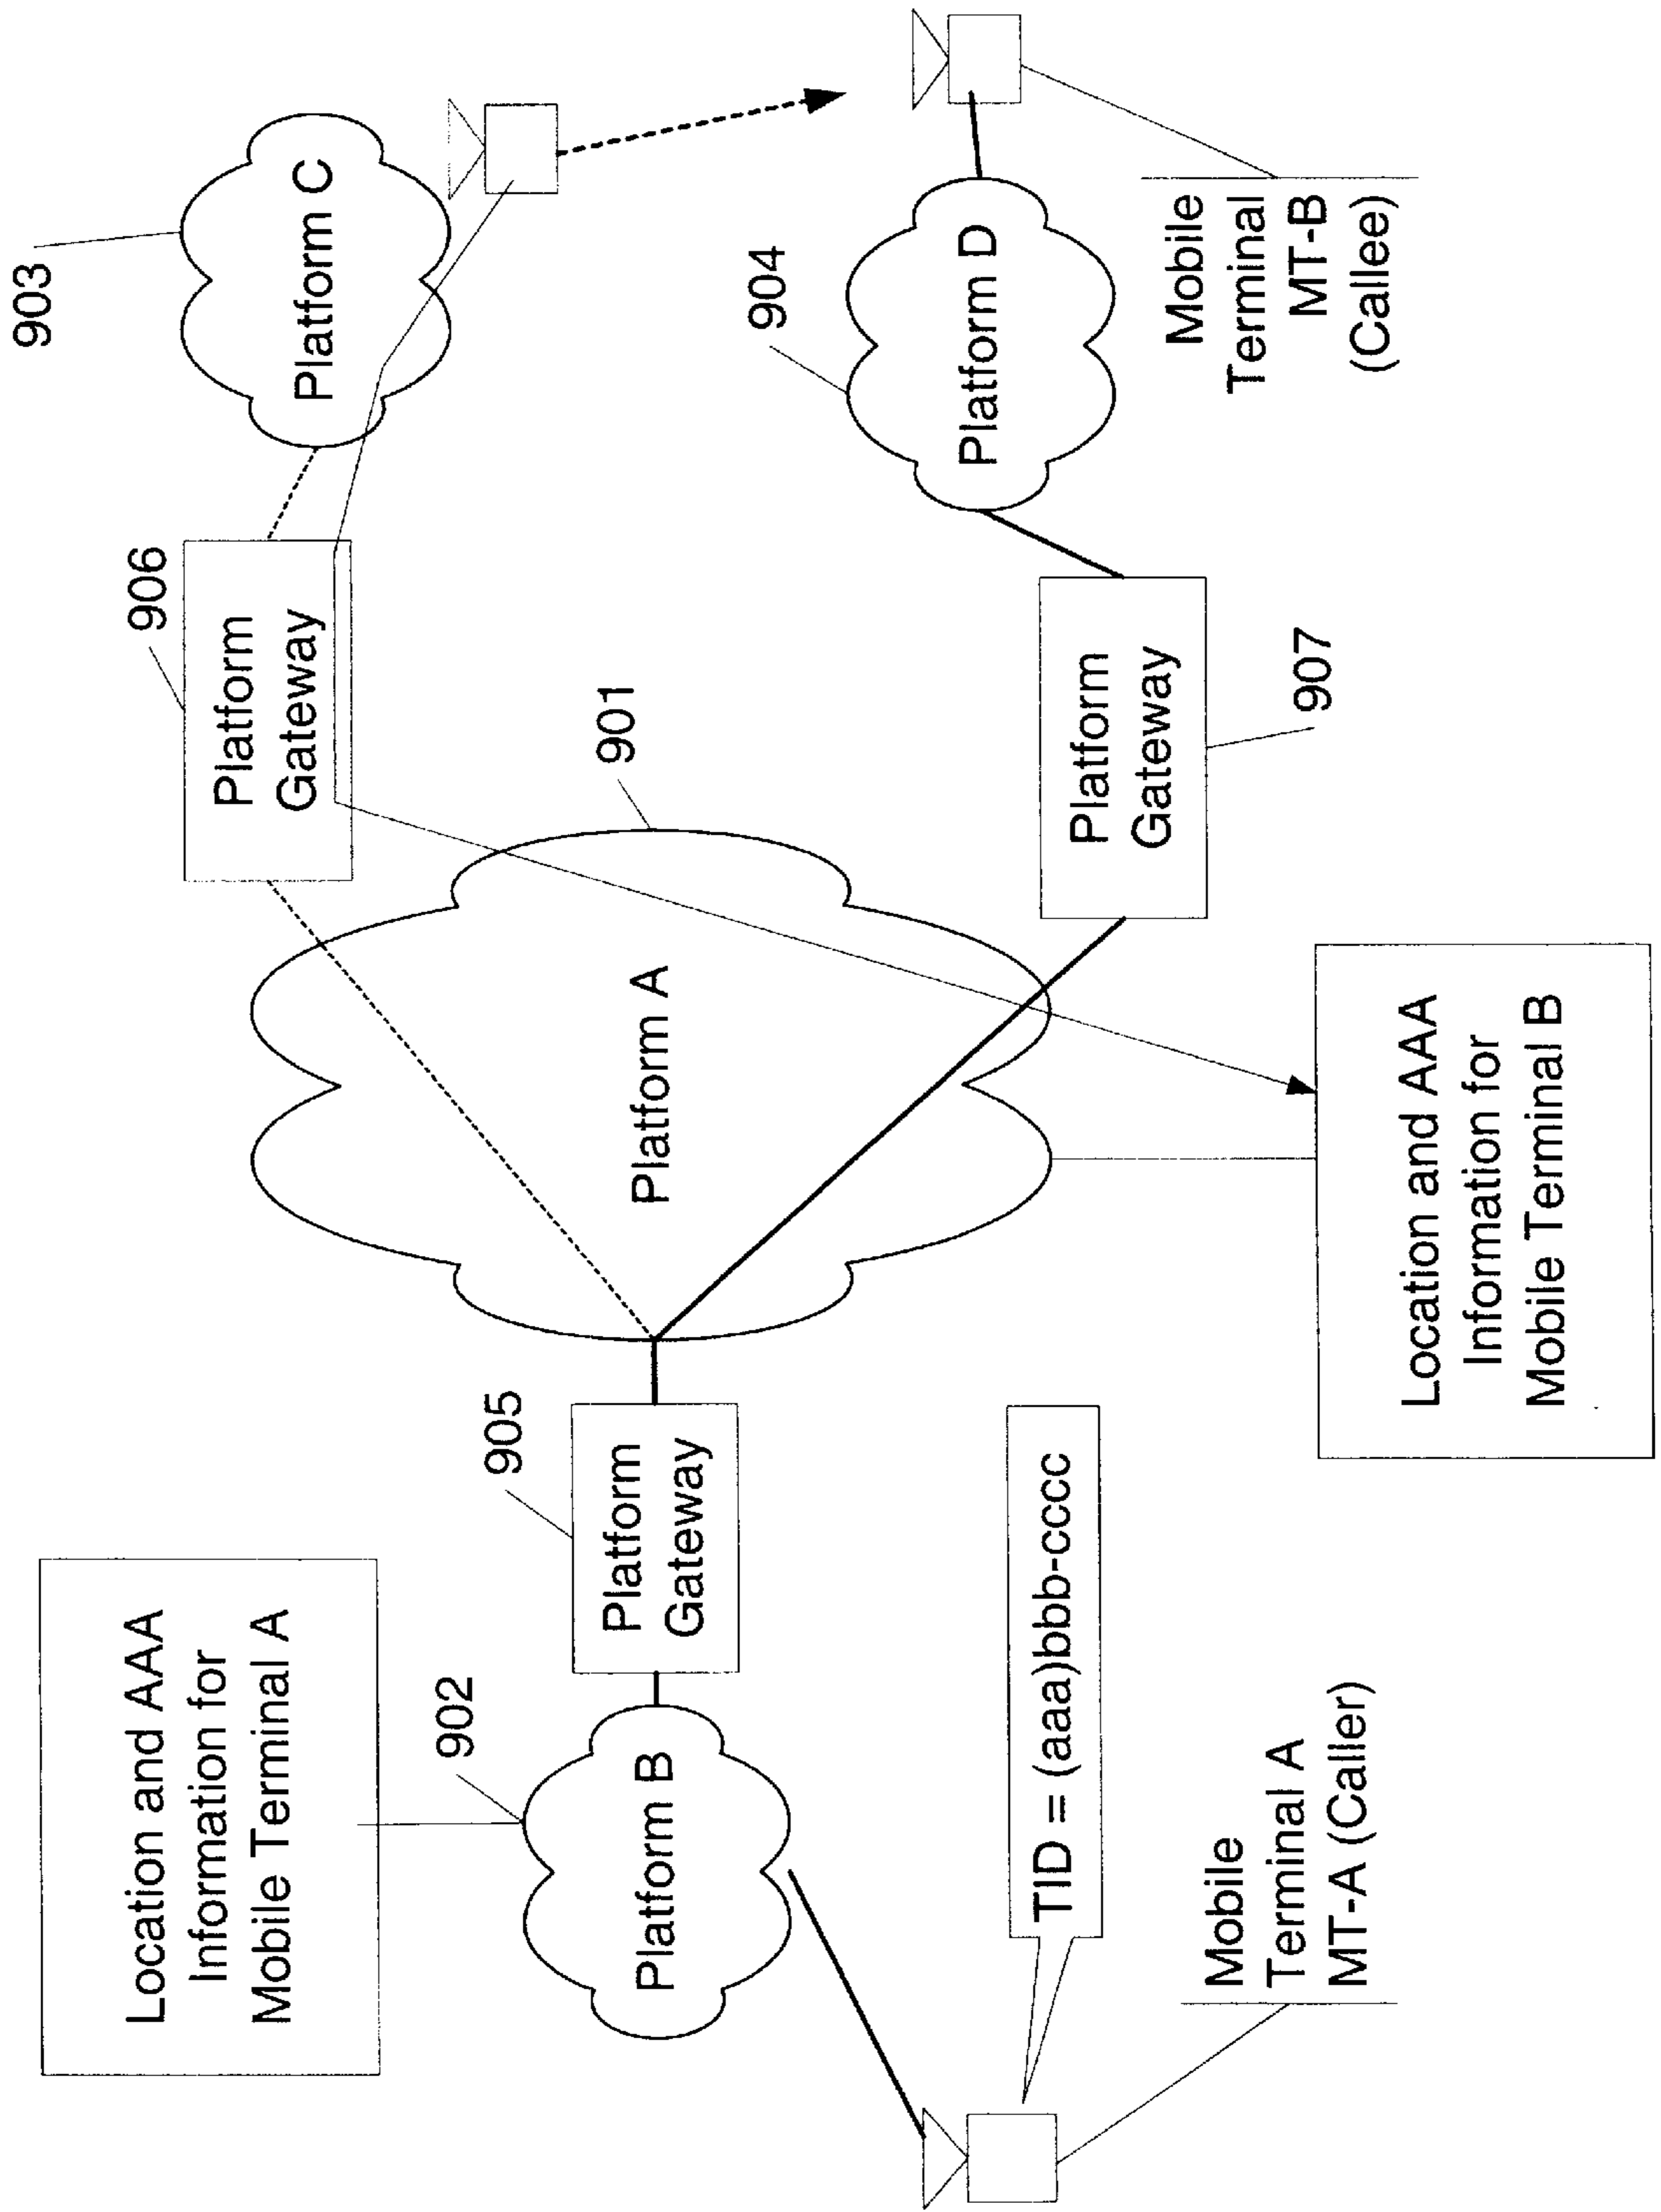 Location and AAA
Information for
Mobile Terminal A
902
Platform B
905
Platform
Gateway
901
Platform A
906
Platform
Gateway
903
Platform C
904
Platform D
Platform
Gateway
907
TID = (aaa)bbb-cccc
Mobile
Terminal A
MT-A (Caller)
Location and AAA
Information for
Mobile Terminal B
Mobile
Terminal
MT-B
(Callee)